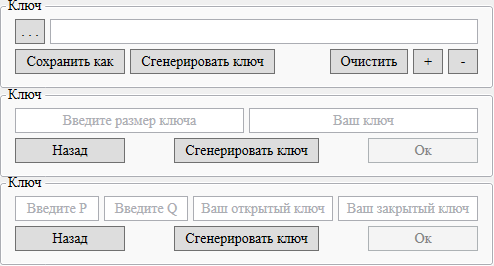 Ключ
. . .
Сохранить как Сгенерировать ключ Очистить + -
Ключ
Введите размер ключа Ваш ключ
Назад Сгенерировать ключ Ок
Ключ
Введите P Введите Q Ваш открытый ключ Ваш закрытый ключ
Назад Сгенерировать ключ Ок